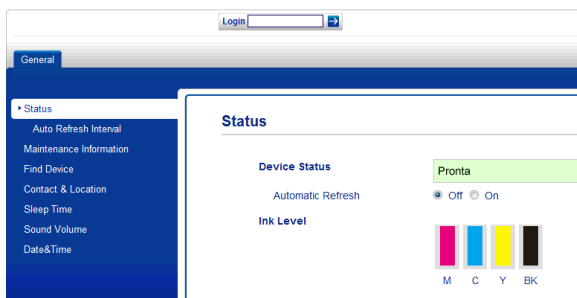 Login
General
Status
Auto Refresh Interval
Maintenance Information
Find Device
Contact & Location
Sleep Time
Sound Volume
Date&Time
Status
Device Status Pronta
Automatic Refresh Off On
Ink Level
M C Y BK